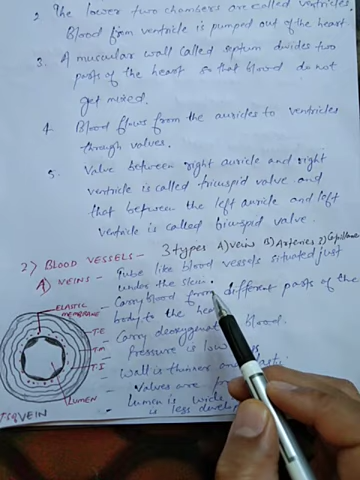 2. The lower two chambers are called ventricles.
Blood from ventricle is pumped out of the heart
3. A muscular wall called septum divides two
parts of the heart so that blood do not
get mixed.
4. Blood flows from the auricles to ventricles
through valves.
5. Valve between right auricle and right
ventricle is called tricuspid valve and
that between the left auricle and left
ventricle is called bicuspid valve.
2) BLOOD VESSELS - 3 types A) Veins B) Arteries
A) VEINS - Tube like blood vessels situated just
under the skin.
ELASTIC MEMBRANE
Carry blood from different parts of the
body to the
T.E
Carry deoxygenated blood.
T.M
Pressure is low
T.I
Wall is thinner
Valves are
LUMEN
Lumen is wide
is less
VEIN